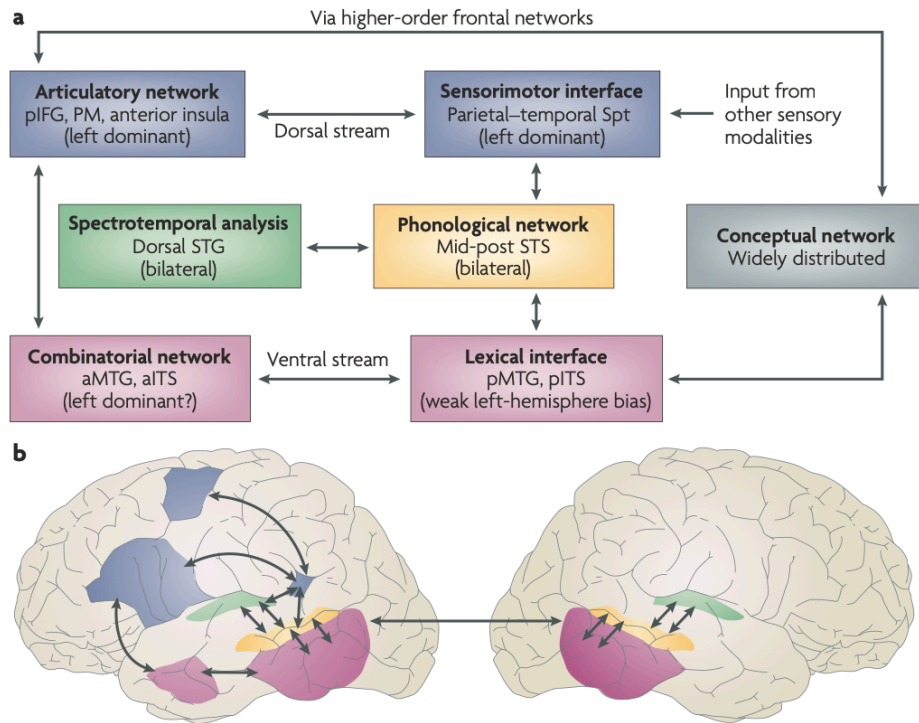 a
Via higher-order frontal networks
Articulatory network
pIFG, PM, anterior insula
(left dominant)
Dorsal stream
Sensorimotor interface
Parietal–temporal Spt
(left dominant)
Input from
other sensory
modalities
Spectrotemporal analysis
Dorsal STG
(bilateral)
Phonological network
Mid-post STS
(bilateral)
Conceptual network
Widely distributed
Combinatorial network
aMTG, aITS
(left dominant?)
Ventral stream
Lexical interface
pMTG, pITS
(weak left-hemisphere bias)
b